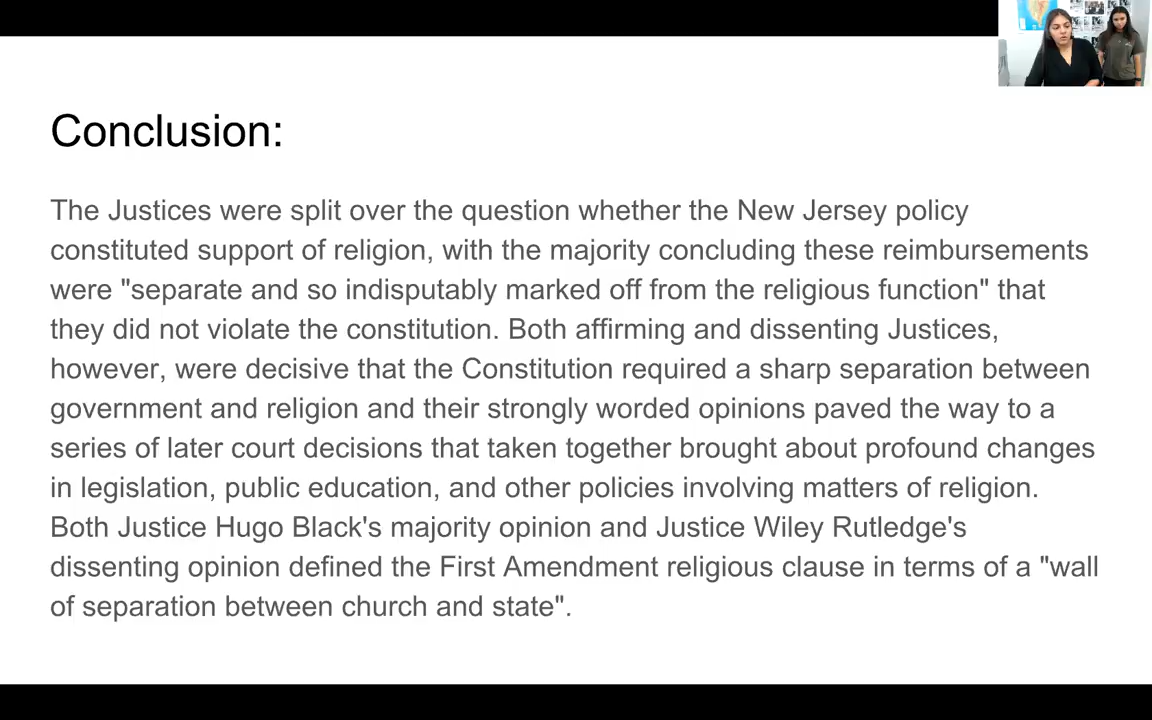 Conclusion:
The Justices were split over the question whether the New Jersey policy
constituted support of religion, with the majority concluding these reimbursements
were "separate and so indisputably marked off from the religious function" that
they did not violate the constitution. Both affirming and dissenting Justices,
however, were decisive that the Constitution required a sharp separation between
government and religion and their strongly worded opinions paved the way to a
series of later court decisions that taken together brought about profound changes
in legislation, public education, and other policies involving matters of religion.
Both Justice Hugo Black's majority opinion and Justice Wiley Rutledge's
dissenting opinion defined the First Amendment religious clause in terms of a "wall
of separation between church and state".